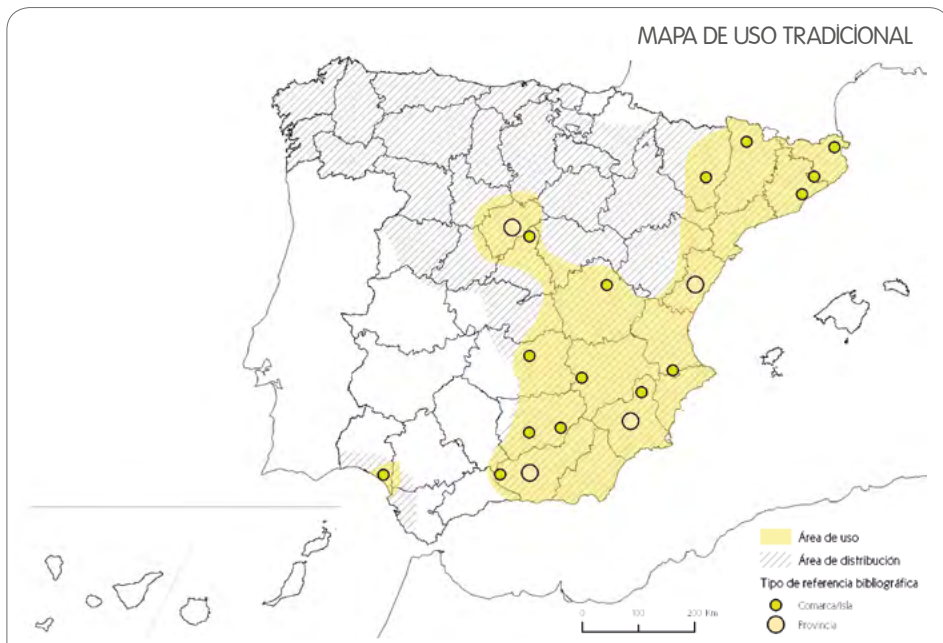 MAPA DE USO TRADICIONAL
Área de uso
Área de distribución
Tipo de referencia bibliográfica
Comarca/Isla
Provincia
0 100 200 Km